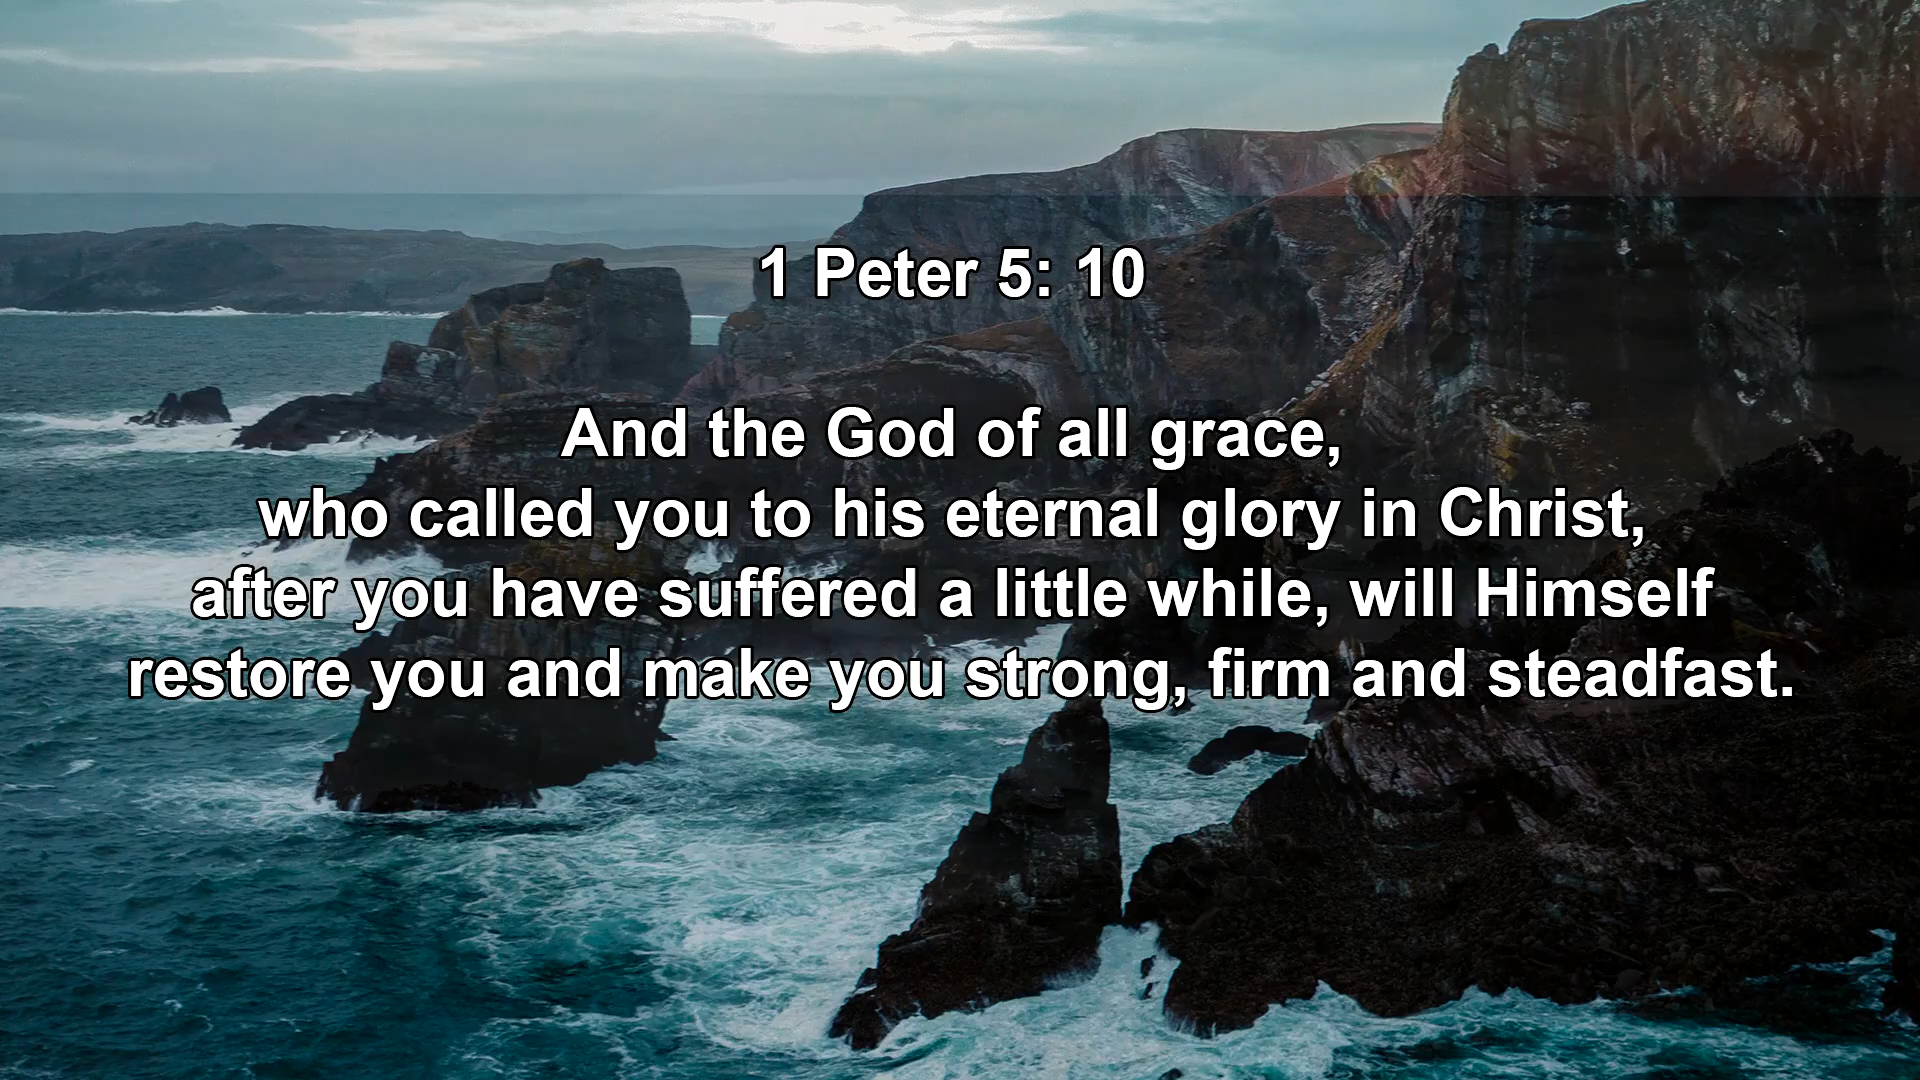 1 Peter 5: 10
And the God of all grace,
who called you to his eternal glory in Christ,
after you have suffered a little while, will Himself
restore you and make you strong, firm and steadfast.